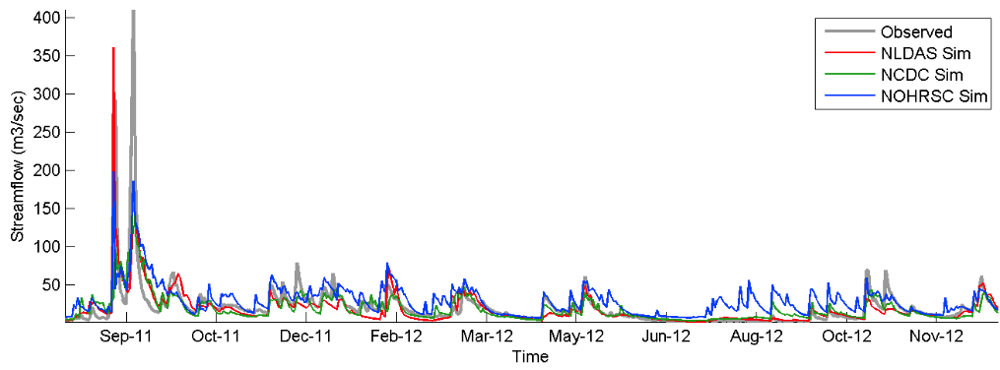 400
350
300
250
200
150
100
50
Streamflow (m3/sec)
Observed
NLDAS Sim
NCDC Sim
NOHRSC Sim
Sep-11 Oct-11 Dec-11 Feb-12 Mar-12 May-12 Jun-12 Aug-12 Oct-12 Nov-12
Time